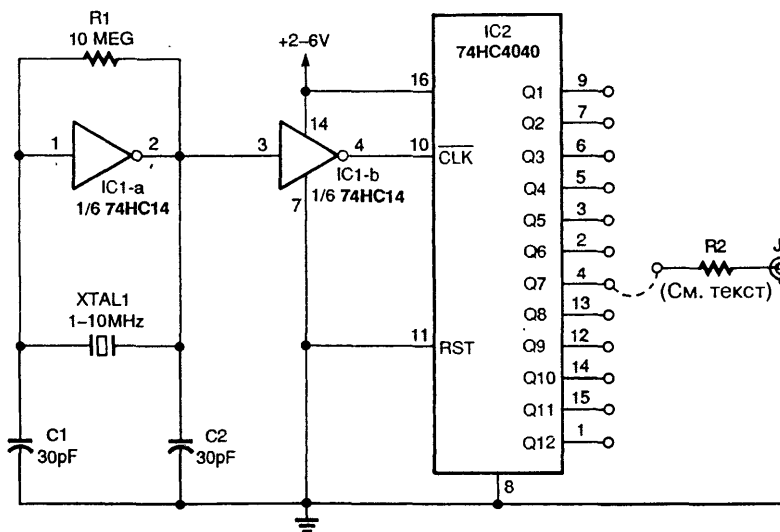 R1
10 MEG
+2–6V
IC2
74HC4040
16
Q1
9
Q2
7
1
2
14
3
4
10
CLK
Q3
6
IC1-a
IC1-b
Q4
5
1/6 74HC14
7
1/6 74HC14
Q5
3
Q6
2
R2
J
XTAL1
1–10MHz
Q7
4
(См. текст)
Q8
13
11
RST
Q9
12
Q10
14
C1
30pF
C2
30pF
Q11
15
Q12
1
8